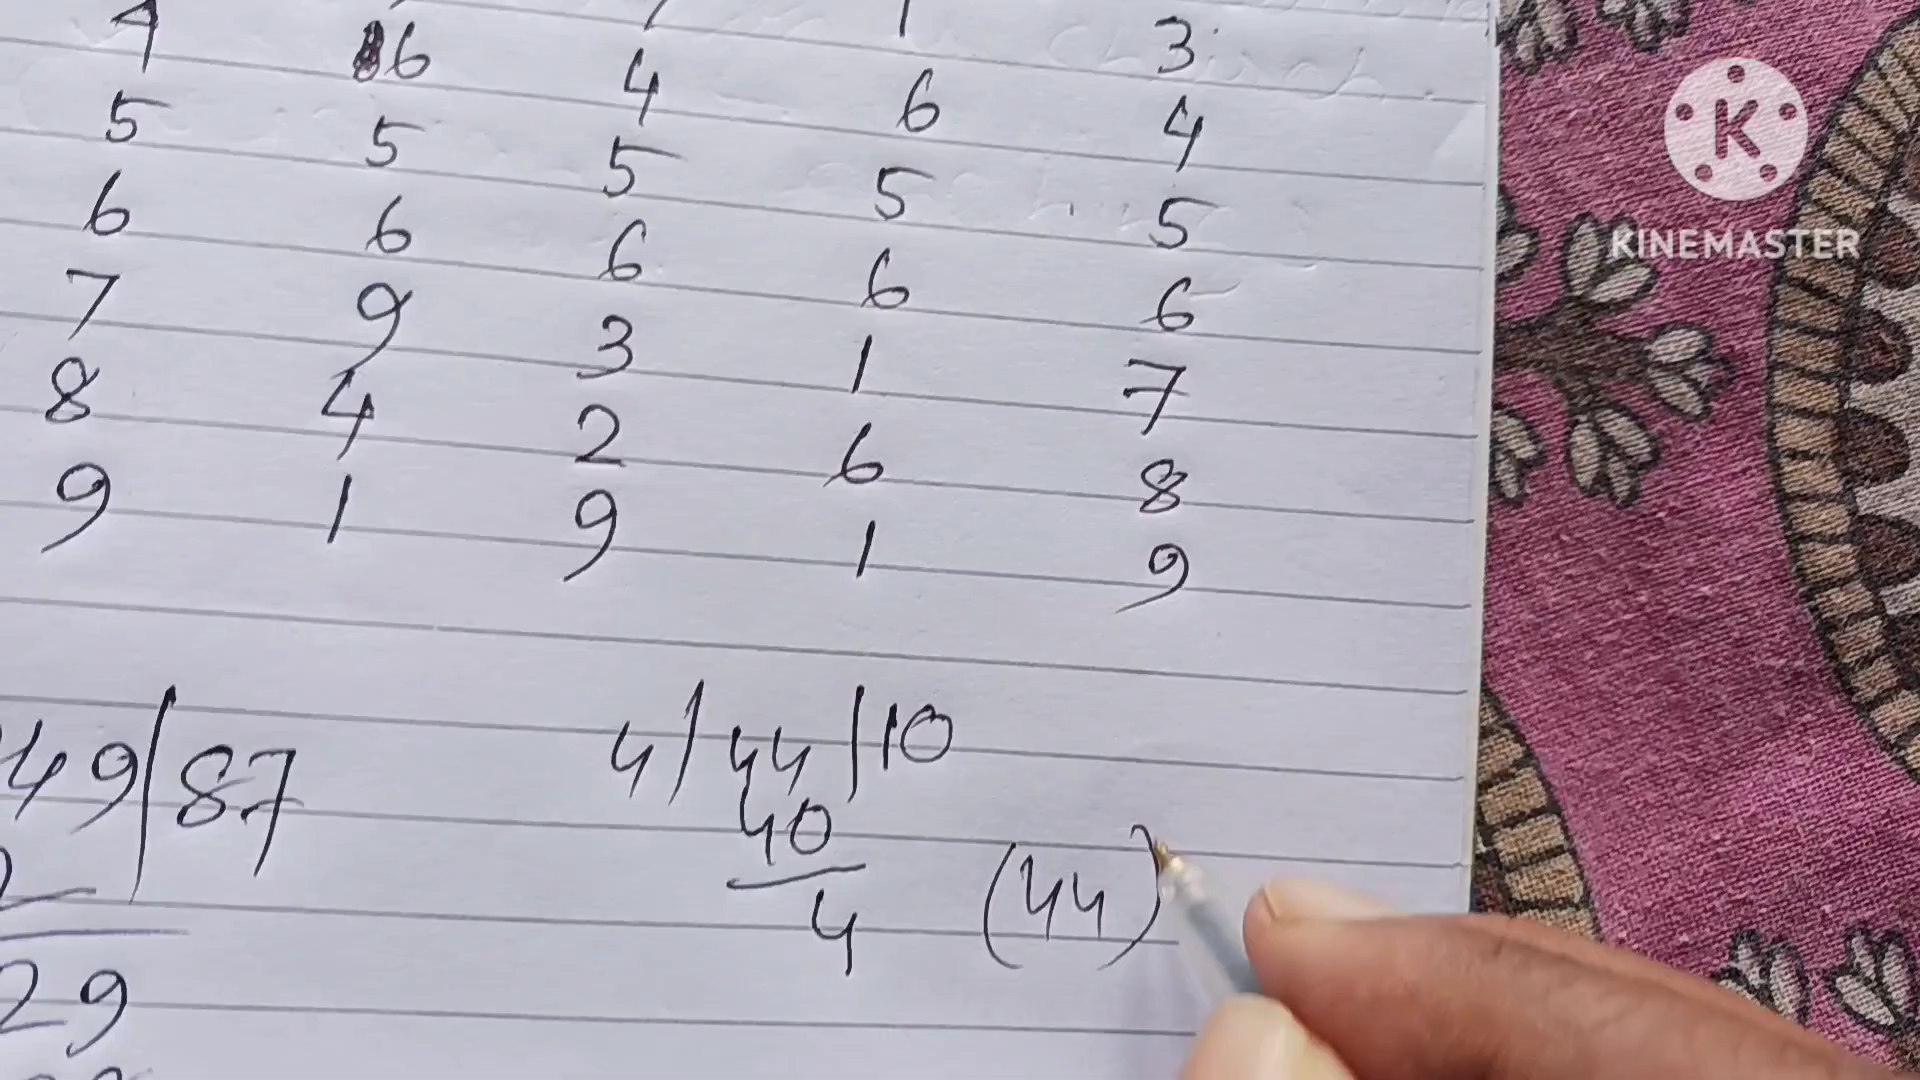 4 6 1 1 3
5 5 4 6 4
6 6 5 5 5
7 9 6 6 6
8 4 3 1 7
9 1 2 6 8
9 1 9
49|87
4)44|10
40
4
(44)
29
K
KINEMASTER